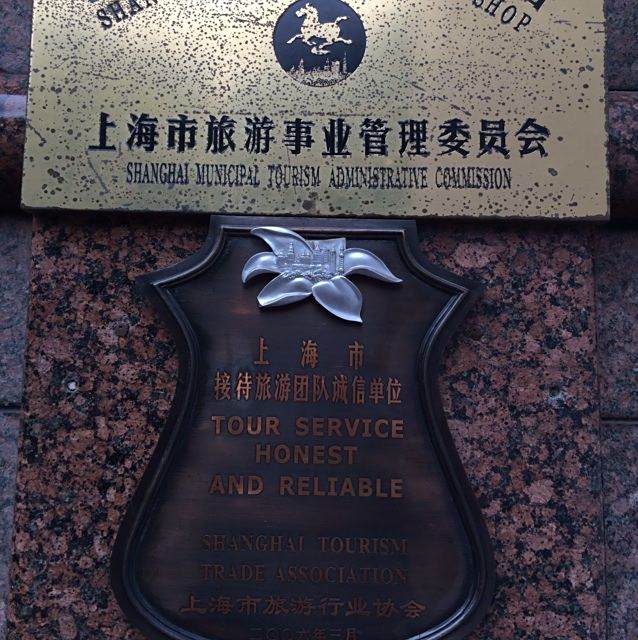 SHOP
上海市旅游事业管理委员会
SHANGHAI MUNICIPAL TOURISM ADMINISTRATIVE COMMISSION
上海市
接待旅游团队诚信单位
TOUR SERVICE
HONEST
AND RELIABLE
SHANGHAI TOURISM
TRADE ASSOCIATION
上海市旅游行业协会